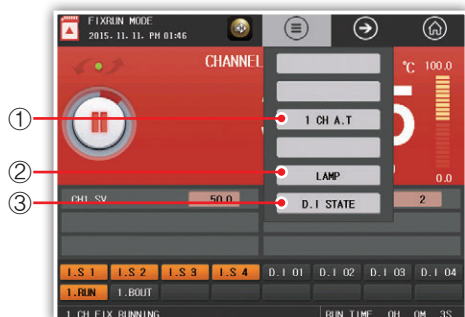 FIXRUN MODE
2015. 11. 11. PM 01:46
CHANNEL
℃ 100.0
① 1 CH A.T
5
② LAMP
0.0
③ D.I STATE
CH1 SV 50.0 2
I.S 1 I.S 2 I.S 3 I.S 4 D.I 01 D.I 02 D.I 03 D.I 04
1.RUN 1.BOUT
1 CH FIX RUNNING RUN TIME 0H 0M 3S